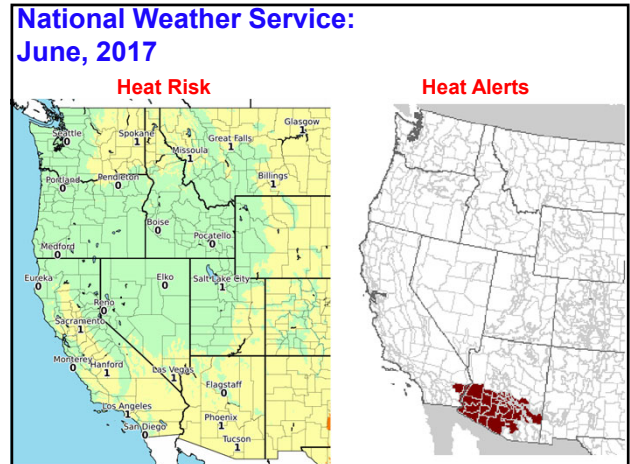 National Weather Service:
June, 2017
Heat Risk
Heat Alerts
Seattle
0
Spokane
1
Great Falls
1
Glasgow
1
Missoula
1
Portland
0
Pendleton
0
Billings
1
Boise
0
Pocatello
0
Medford
0
Eureka
0
Elko
0
Salt Lake City
1
Reno
0
Sacramento
1
Monterey
0
Hanford
1
Las Vegas
1
Flagstaff
0
Los Angeles
1
Phoenix
1
San Diego
0
Tucson
1